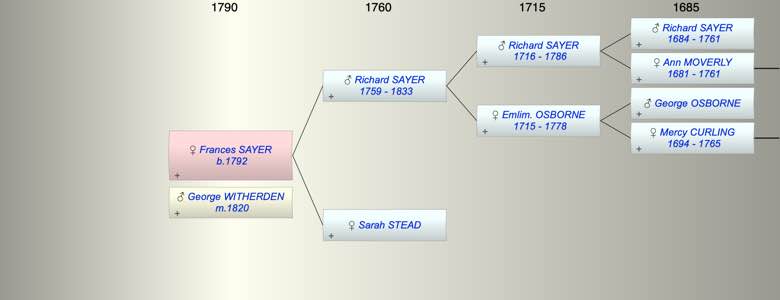 1790 1760 1715 1685
♂ Richard SAYER
1684 - 1761
+
♂ Richard SAYER
1716 - 1786
+
♀ Ann MOVERLY
1681 - 1761
+
♂ Richard SAYER
1759 - 1833
+
♂ George OSBORNE
+
♀ Emlim. OSBORNE
1715 - 1778
+
♀ Mercy CURLING
1694 - 1765
+
♀ Frances SAYER
b.1792
+
♂ George WITHERDEN
m.1820
+
♀ Sarah STEAD
+